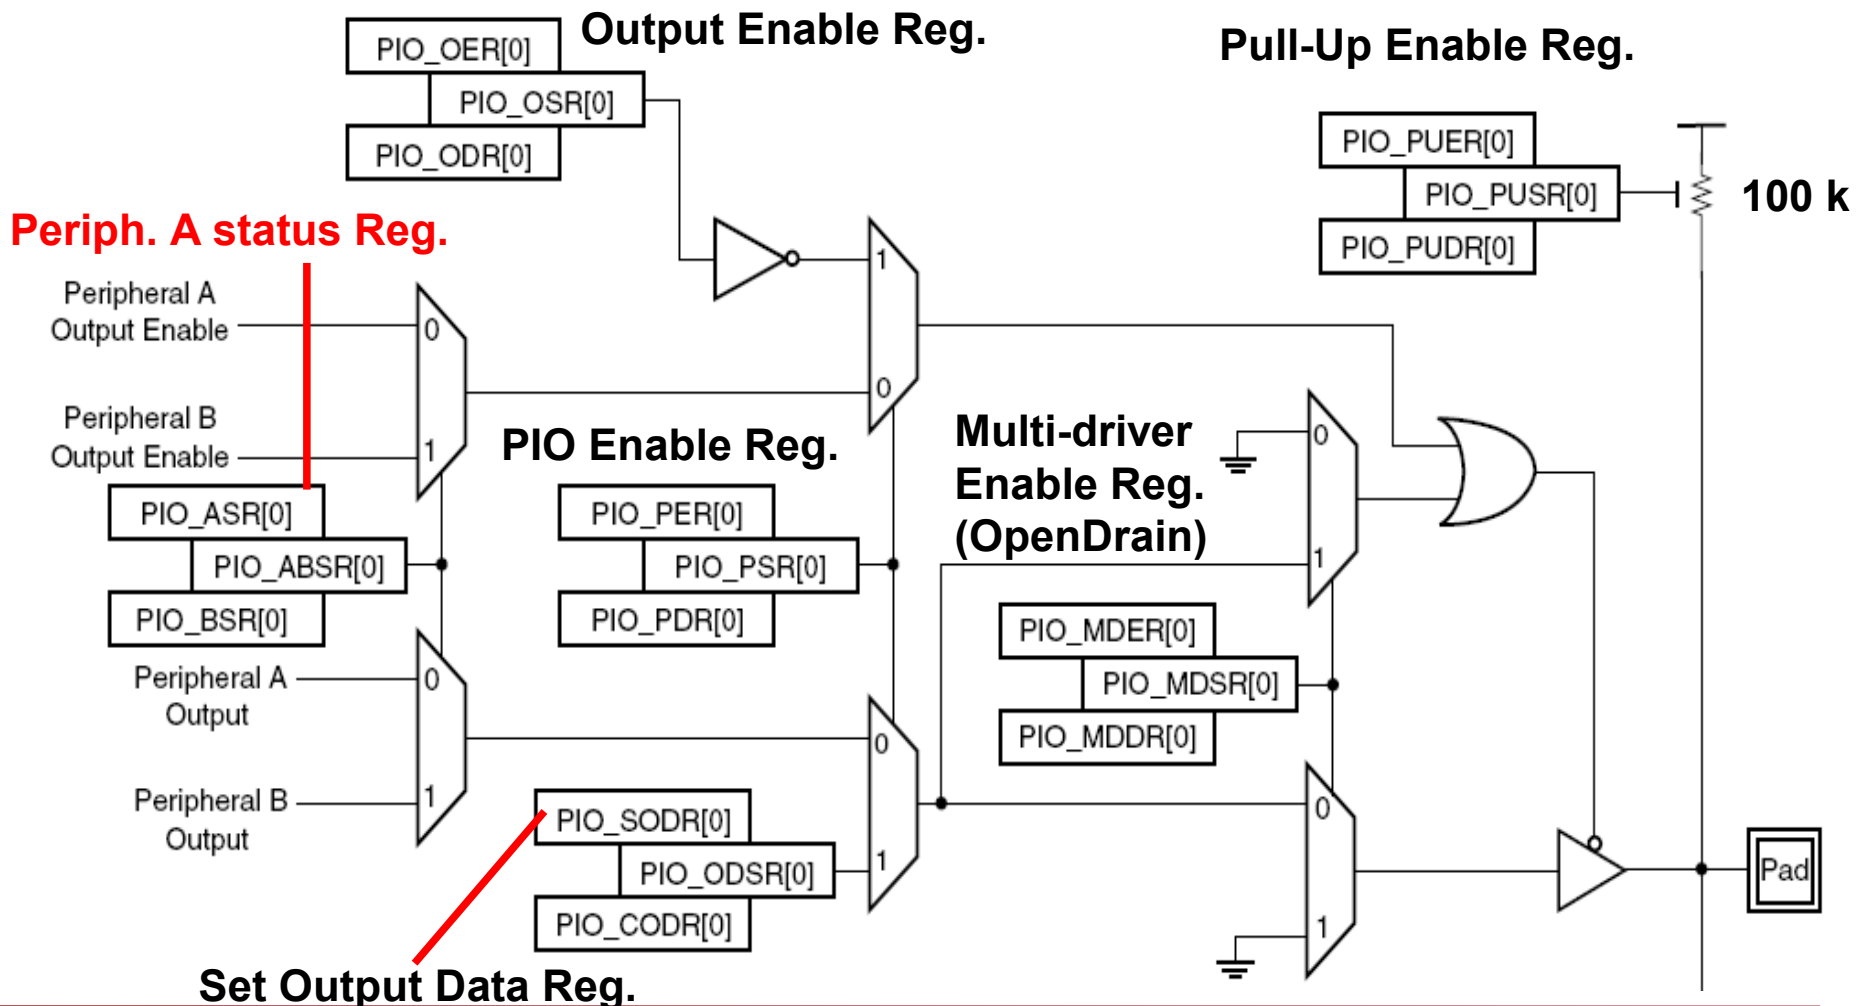 Output Enable Reg.
Pull-Up Enable Reg.
PIO_OER[0]
PIO_OSR[0]
PIO_ODR[0]
PIO_PUER[0]
PIO_PUSR[0]
PIO_PUDR[0]
100 k
Periph. A status Reg.
Peripheral A
Output Enable
0
1
Peripheral B
Output Enable
1
0
PIO Enable Reg.
Multi-driver
Enable Reg.
(OpenDrain)
0
1
PIO_ASR[0]
PIO_ABSR[0]
PIO_BSR[0]
PIO_PER[0]
PIO_PSR[0]
PIO_PDR[0]
PIO_MDER[0]
PIO_MDSR[0]
PIO_MDDR[0]
Peripheral A
Output
0
1
Peripheral B
Output
0
1
PIO_SODR[0]
PIO_ODSR[0]
PIO_CODR[0]
0
1
Pad
Set Output Data Reg.